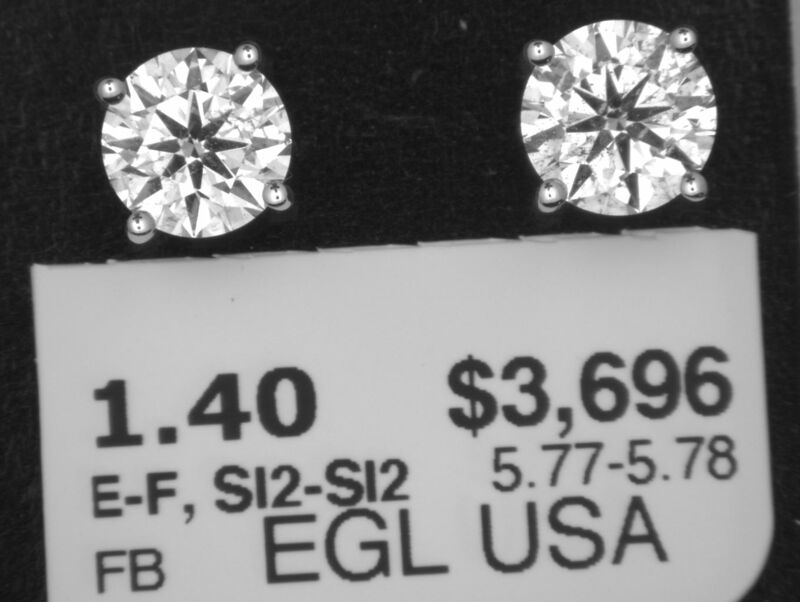 1.40 $3,696
E-F, SI2-SI2 5.77-5.78
FB EGL USA